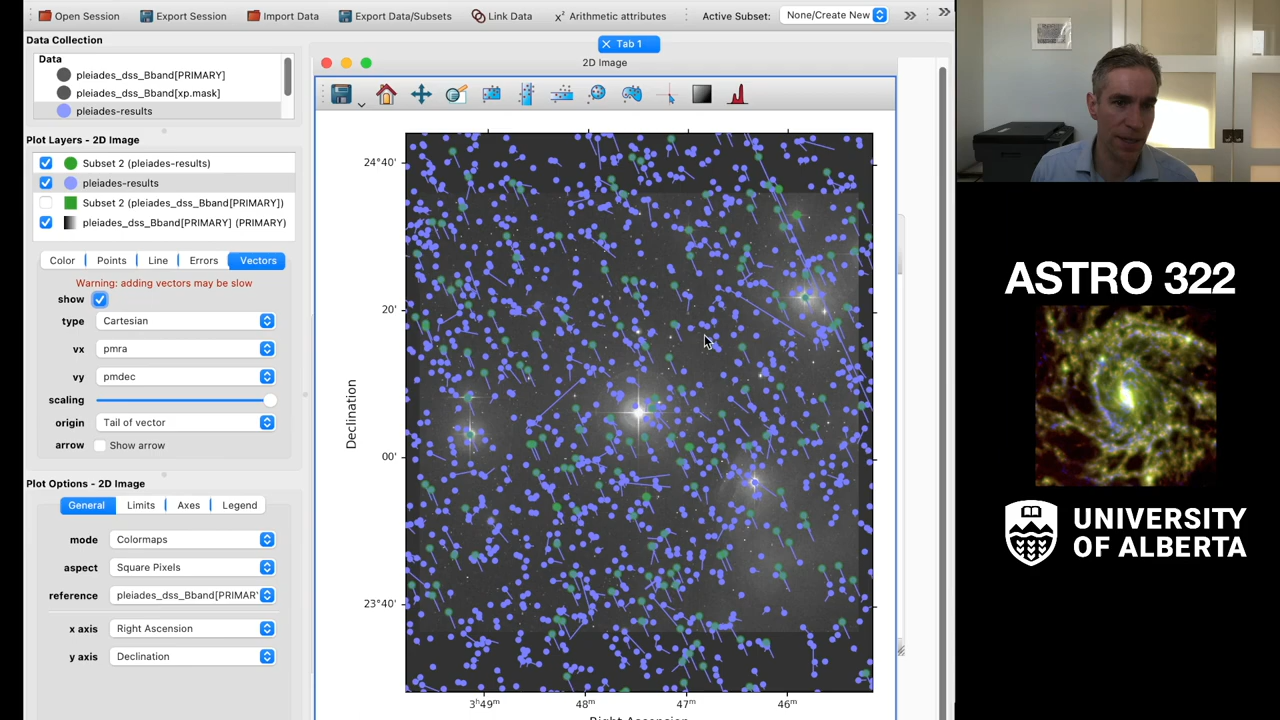 Open Session Export Session Import Data Export Data/Subsets Link Data x² Arithmetic attributes Active Subset: None/Create New » »
Data Collection
Data
pleiades_dss_Bband[PRIMARY]
pleiades_dss_Bband[xp.mask]
pleiades-results
Plot Layers - 2D Image
Subset 2 (pleiades-results)
pleiades-results
Subset 2 (pleiades_dss_Bband[PRIMARY])
pleiades_dss_Bband[PRIMARY] (PRIMARY)
Color Points Line Errors Vectors
Warning: adding vectors may be slow
show
type Cartesian
vx pmra
vy pmdec
scaling
origin Tail of vector
arrow Show arrow
Plot Options - 2D Image
General Limits Axes Legend
mode Colormaps
aspect Square Pixels
reference pleiades_dss_Bband[PRIMAR
x axis Right Ascension
y axis Declination
Tab 1
2D Image
24°40'
20'
00'
23°40'
Declination
3ʰ49ᵐ 48ᵐ 47ᵐ 46ᵐ
Right Ascension
ASTRO 322
UNIVERSITY
OF ALBERTA